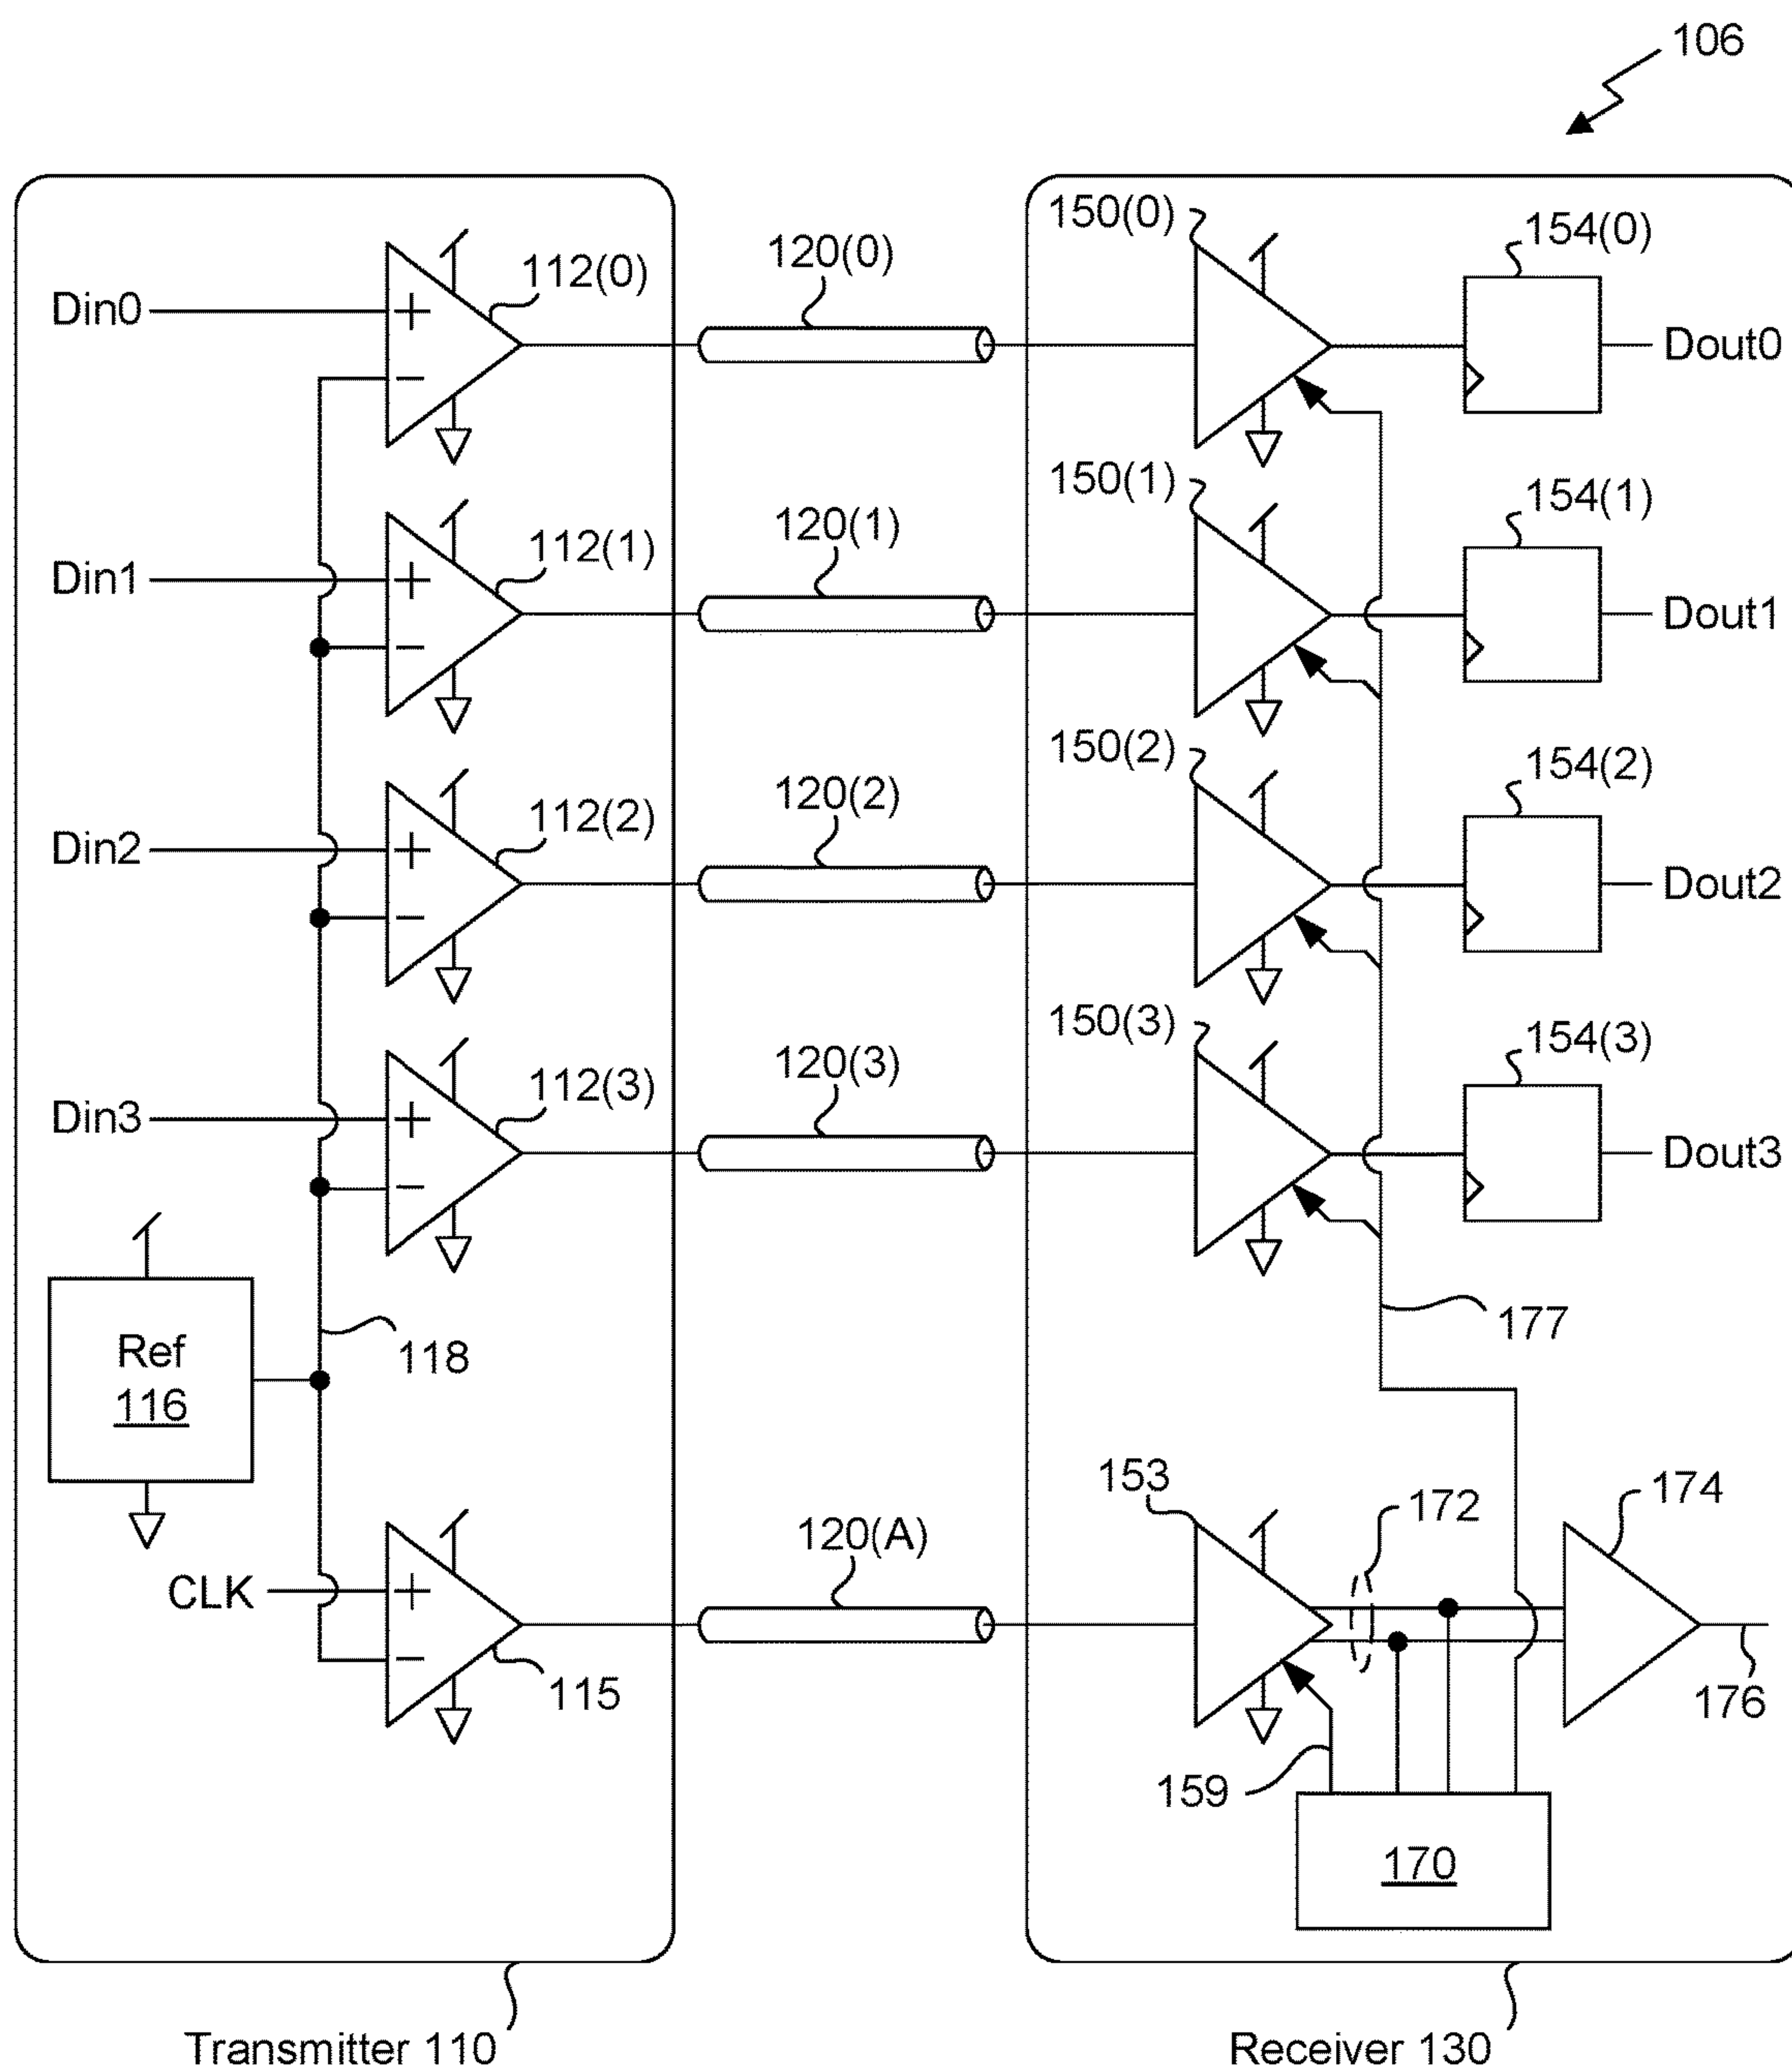 106
150(0)
154(0)
120(0)
112(0)
Din0
+
−
Dout0
150(1)
154(1)
120(1)
112(1)
Din1
+
−
Dout1
150(2)
154(2)
120(2)
112(2)
Din2
+
−
Dout2
150(3)
154(3)
120(3)
112(3)
Din3
+
−
Dout3
177
118
Ref
116
153
172
174
120(A)
CLK
+
−
115
176
159
170
Transmitter 110
Receiver 130